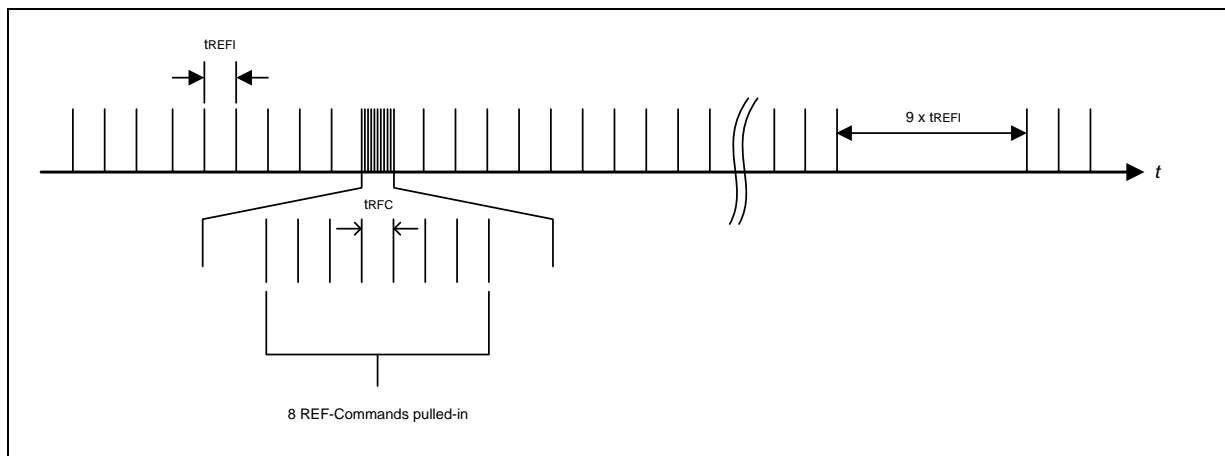 tREFI
9 x tREFI
t
tRFC
8 REF-Commands pulled-in